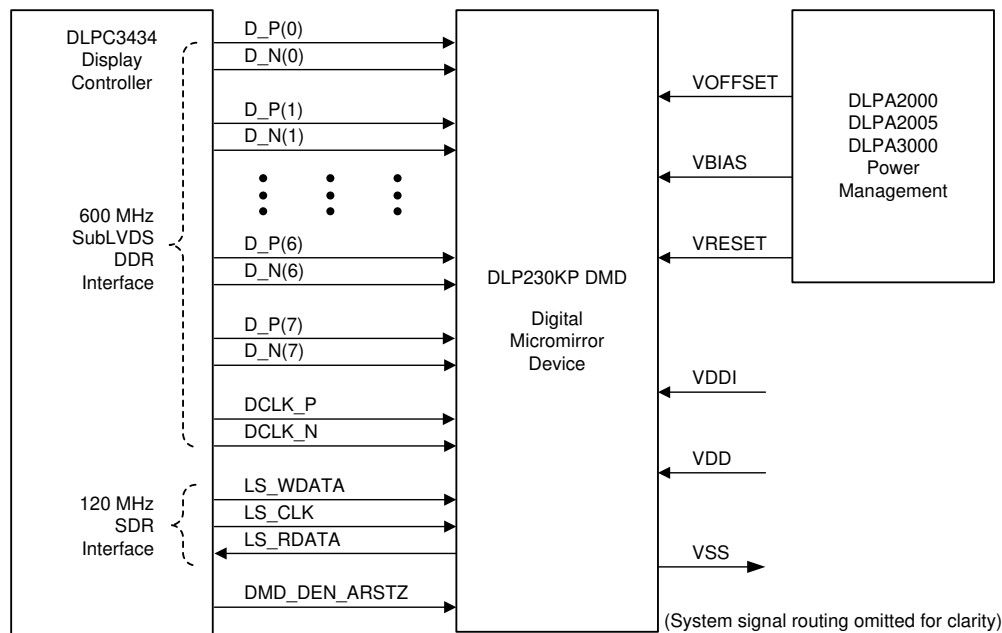 DLPC3434
Display
Controller
600 MHz
SubLVDS
DDR
Interface
120 MHz
SDR
Interface
D_P(0)
D_N(0)
D_P(1)
D_N(1)
D_P(6)
D_N(6)
D_P(7)
D_N(7)
DCLK_P
DCLK_N
LS_WDATA
LS_CLK
LS_RDATA
DMD_DEN_ARSTZ
DLP230KP DMD
Digital
Micromirror
Device
VOFFSET
VBIAS
VRESET
VDDI
VDD
VSS
DLPA2000
DLPA2005
DLPA3000
Power
Management
(System signal routing omitted for clarity)